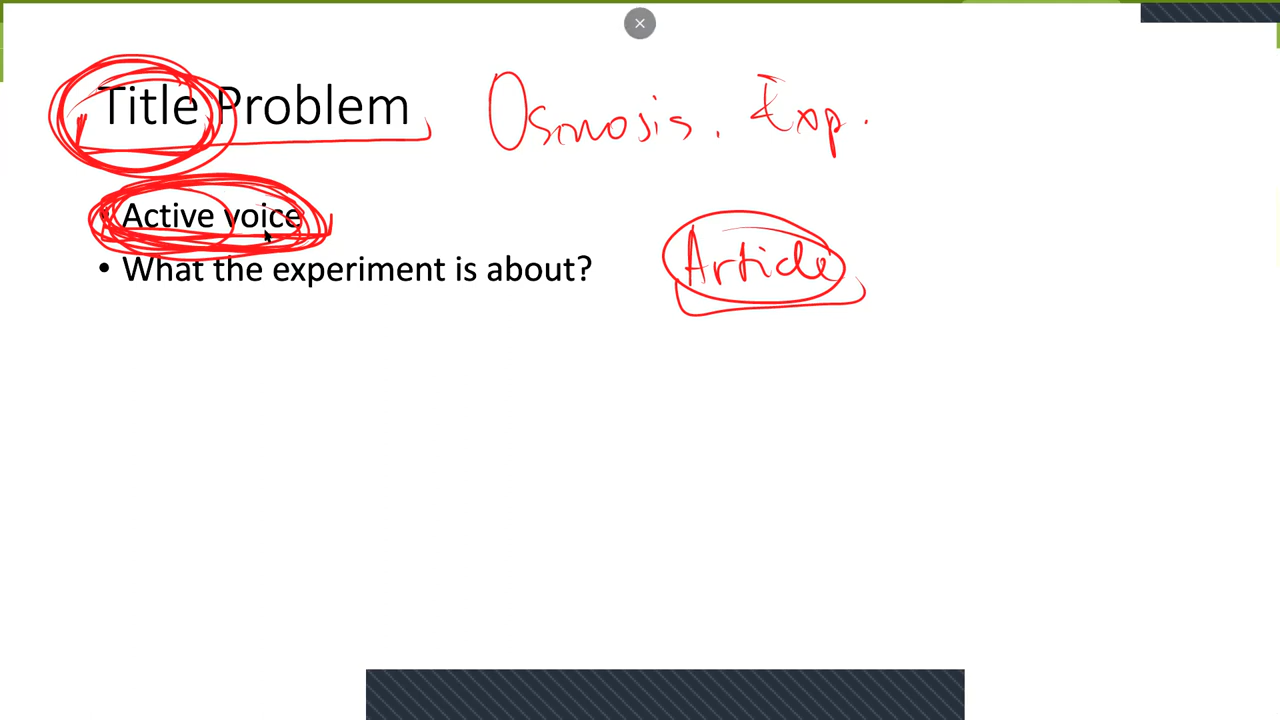 Title Problem
Osmosis. Exp.
• Active voice
• What the experiment is about?
Article